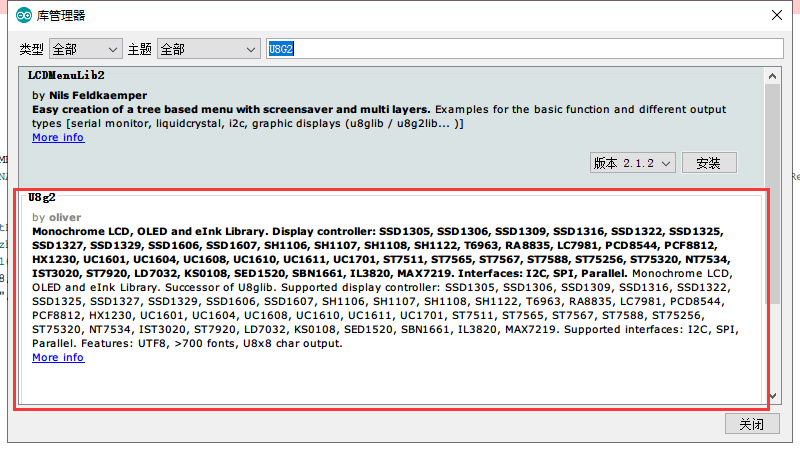 库管理器
类型 全部 主题 全部 U8G2
LCDMenuLib2
by Nils Feldkaemper
Easy creation of a tree based menu with screensaver and multi layers. Examples for the basic function and different output
types [serial monitor, liquidcrystal, i2c, graphic displays (u8glib / u8g2lib... )]
More info
版本 2.1.2 安装
U8g2
by oliver
Monochrome LCD, OLED and eInk Library. Display controller: SSD1305, SSD1306, SSD1309, SSD1316, SSD1322, SSD1325,
SSD1327, SSD1329, SSD1606, SSD1607, SH1106, SH1107, SH1108, SH1122, T6963, RA8835, LC7981, PCD8544, PCF8812,
HX1230, UC1601, UC1604, UC1608, UC1610, UC1611, UC1701, ST7511, ST7565, ST7567, ST7588, ST75256, ST75320, NT7534,
IST3020, ST7920, LD7032, KS0108, SED1520, SBN1661, IL3820, MAX7219. Interfaces: I2C, SPI, Parallel. Monochrome LCD,
OLED and eInk Library. Successor of U8glib. Supported display controller: SSD1305, SSD1306, SSD1309, SSD1316, SSD1322,
SSD1325, SSD1327, SSD1329, SSD1606, SSD1607, SH1106, SH1107, SH1108, SH1122, T6963, RA8835, LC7981, PCD8544,
PCF8812, HX1230, UC1601, UC1604, UC1608, UC1610, UC1611, UC1701, ST7511, ST7565, ST7567, ST7588, ST75256,
ST75320, NT7534, IST3020, ST7920, LD7032, KS0108, SED1520, SBN1661, IL3820, MAX7219. Supported interfaces: I2C, SPI,
Parallel. Features: UTF8, >700 fonts, U8x8 char output.
More info
关闭